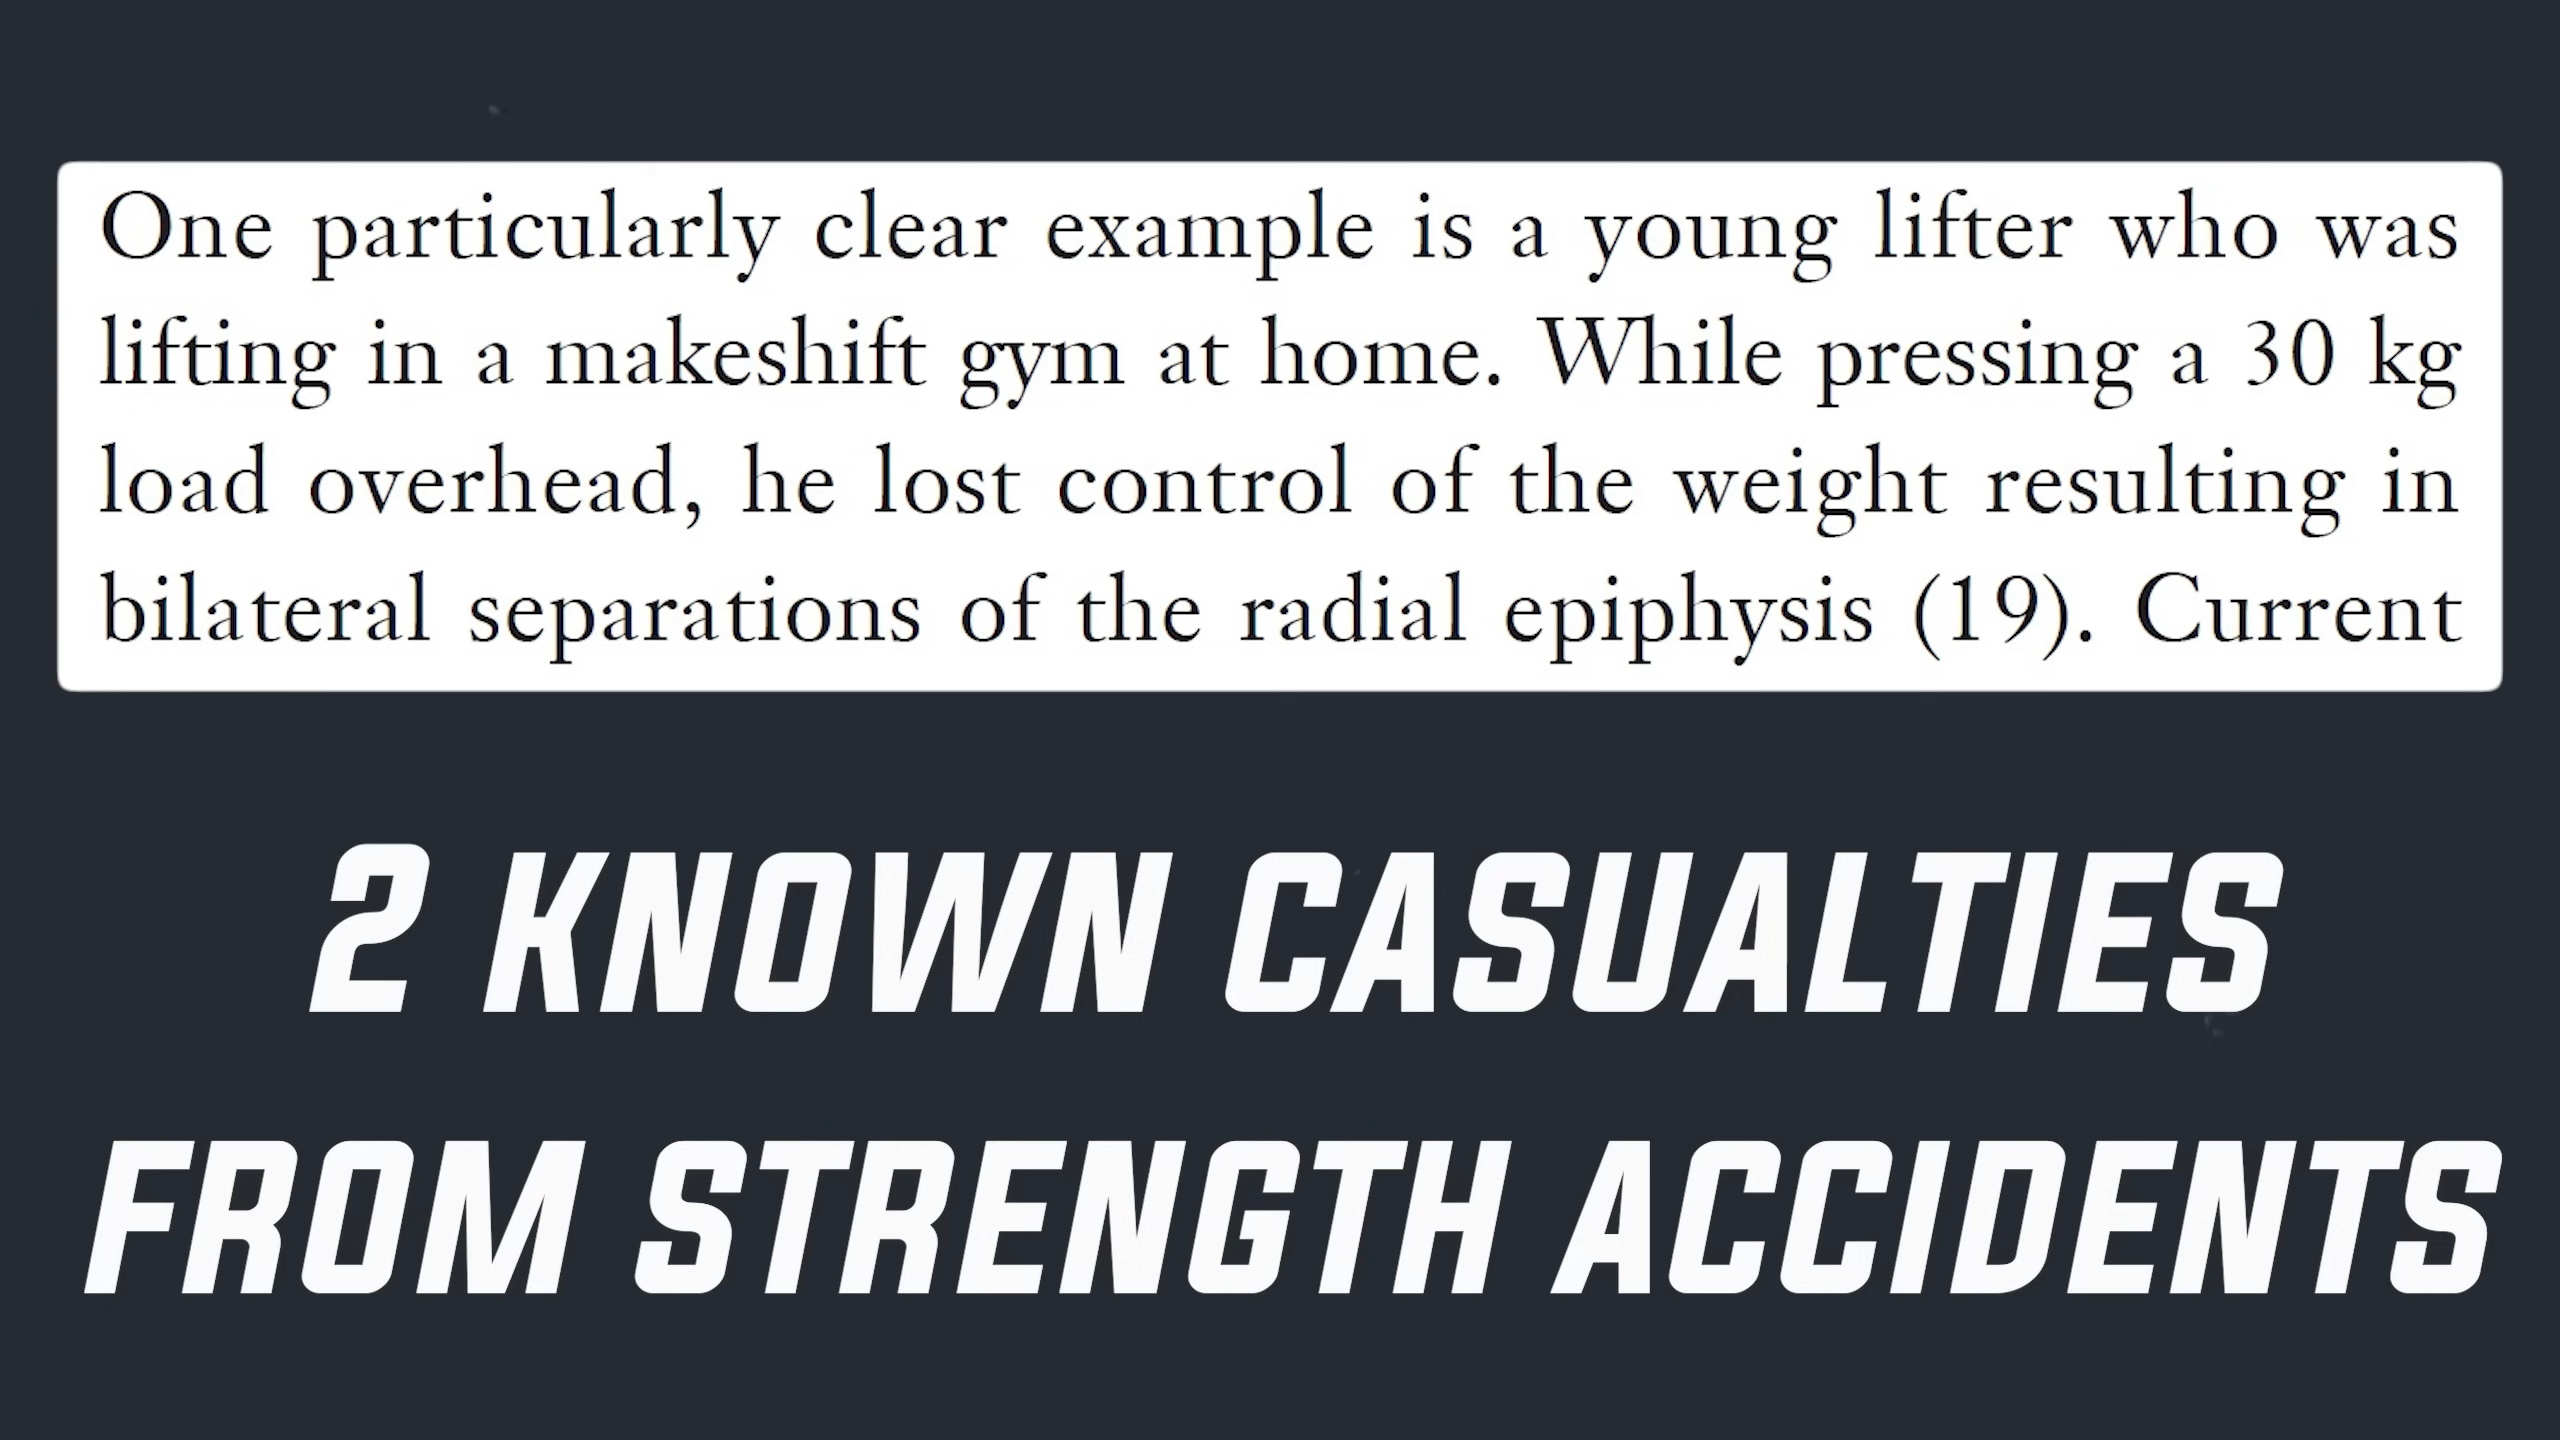 One particularly clear example is a young lifter who was
lifting in a makeshift gym at home. While pressing a 30 kg
load overhead, he lost control of the weight resulting in
bilateral separations of the radial epiphysis (19). Current
2 KNOWN CASUALTIES
FROM STRENGTH ACCIDENTS